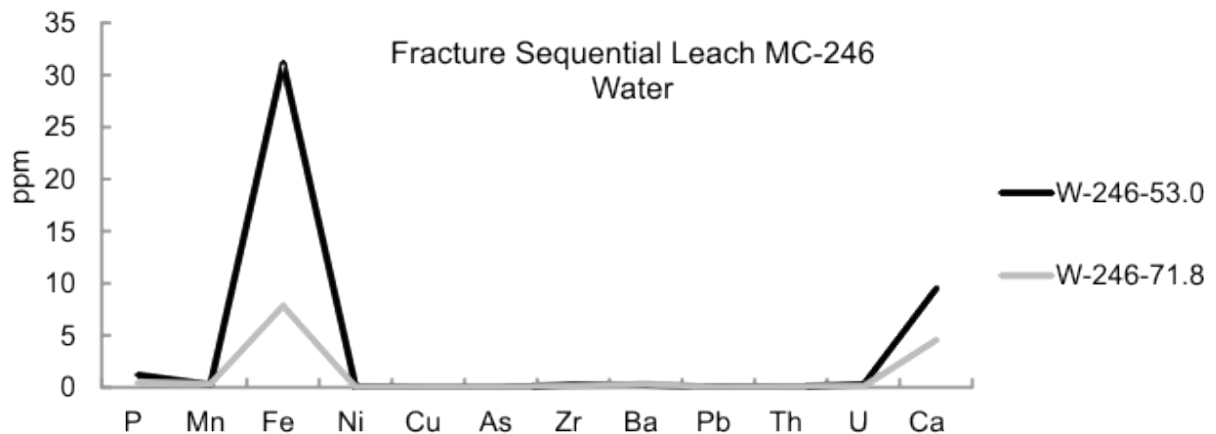 Fracture Sequential Leach MC-246
Water
ppm
35
30
25
20
15
10
5
0
P Mn Fe Ni Cu As Zr Ba Pb Th U Ca
W-246-53.0
W-246-71.8